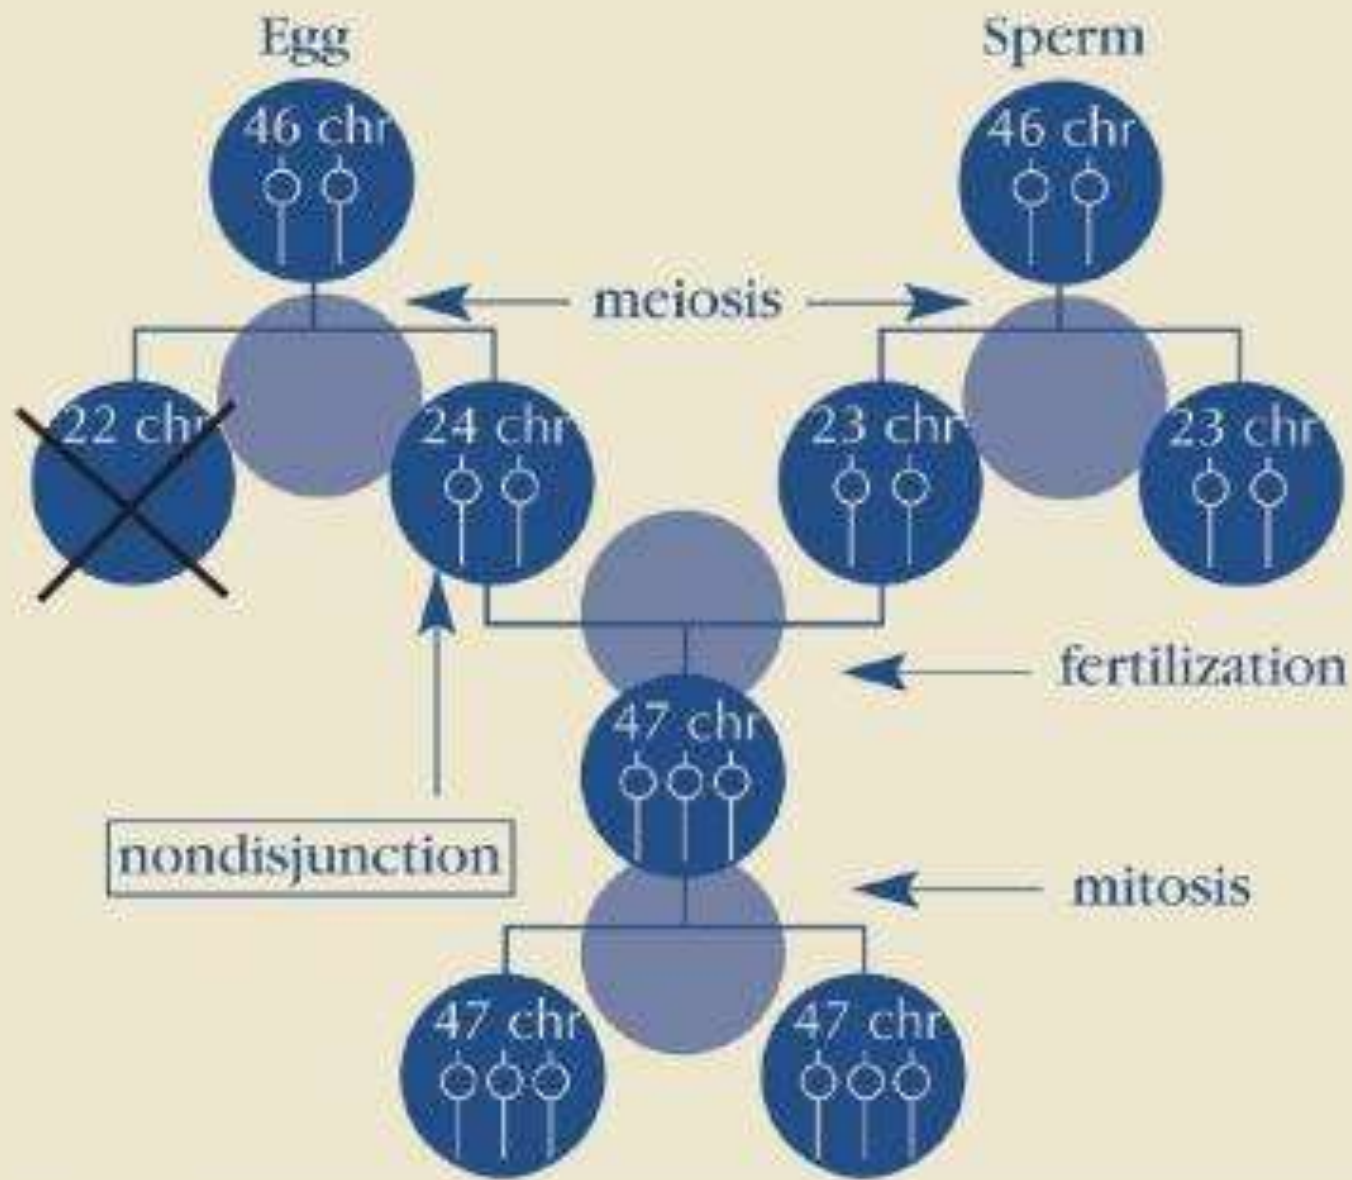 Egg
Sperm
46 chr
46 chr
meiosis
22 chr
24 chr
23 chr
23 chr
fertilization
47 chr
nondisjunction
mitosis
47 chr
47 chr